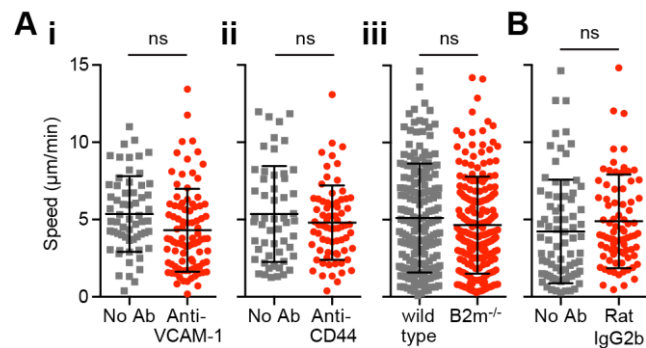 A i ii iii B
ns ns ns ns
Speed (µm/min)
15
10
5
0
No Ab Anti-VCAM-1
No Ab Anti-CD44
wild type B2m-/-
No Ab Rat IgG2b